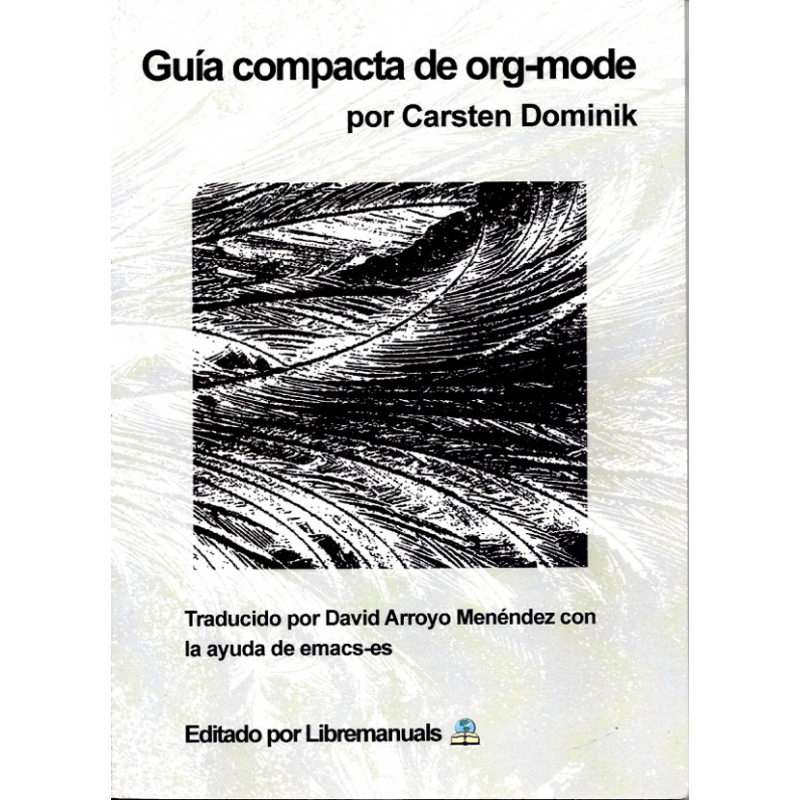 Guía compacta de org-mode
por Carsten Dominik
Traducido por David Arroyo Menéndez con
la ayuda de emacs-es
Editado por Libremanuals